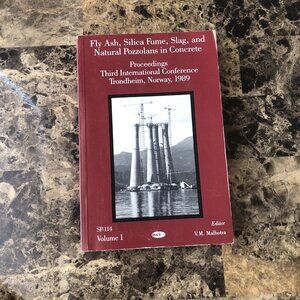 Fly Ash, Silica Fume, Slag, and
Natural Pozzolans in Concrete
Proceedings
Third International Conference
Trondheim, Norway, 1989
SP-114
Volume 1
Editor
V.M. Malhotra